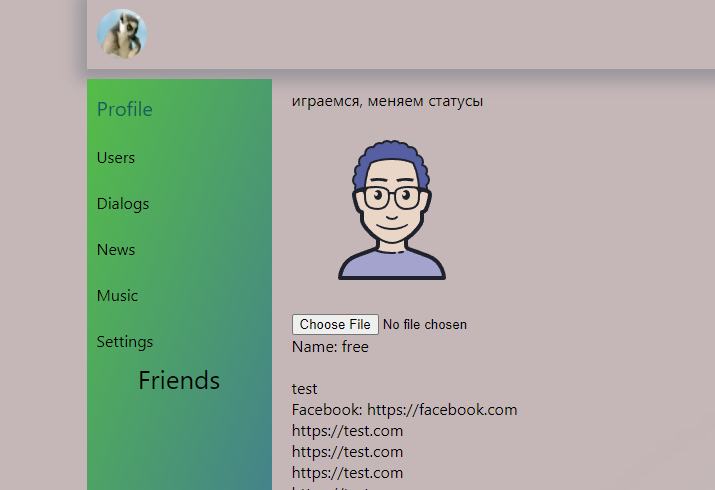 Profile
Users
Dialogs
News
Music
Settings
Friends
играемся, меняем статусы
Choose File No file chosen
Name: free
test
Facebook: https://facebook.com
https://test.com
https://test.com
https://test.com